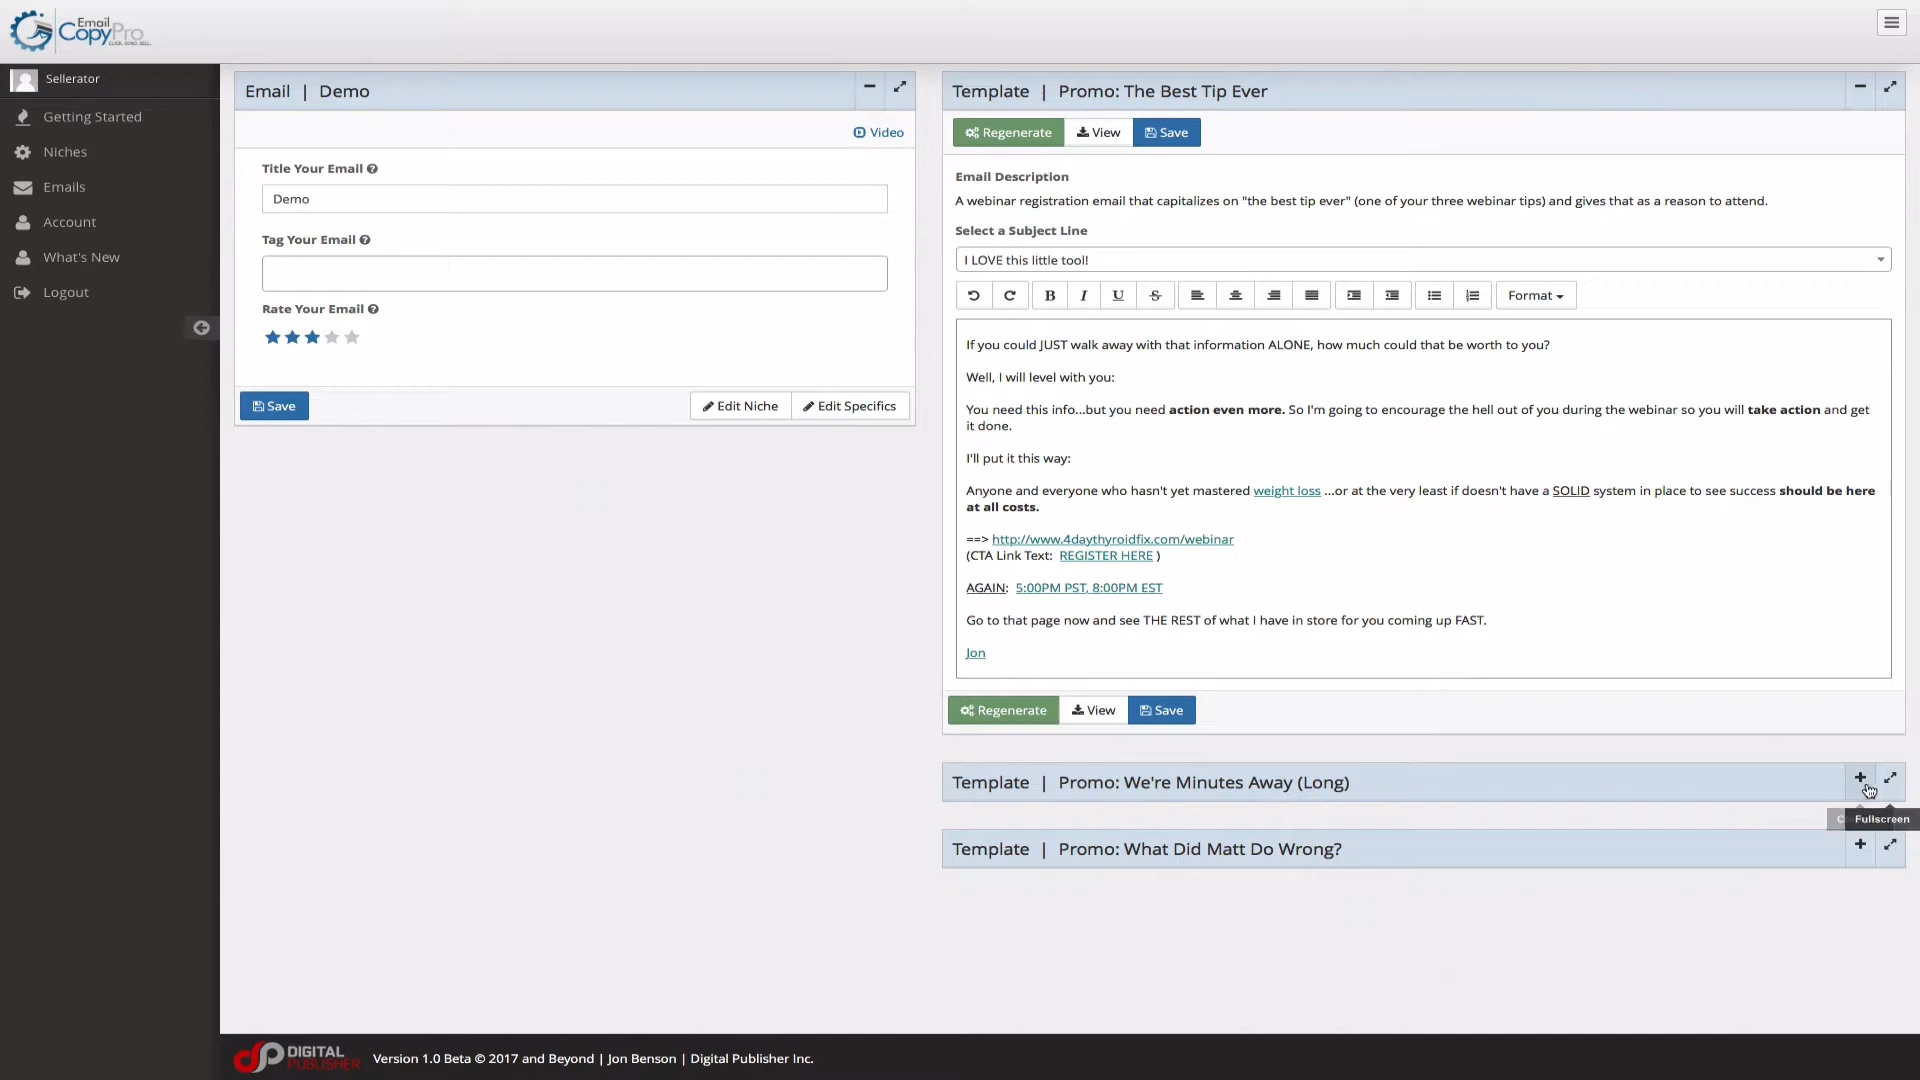 Email
CopyPro
CLICK. SEND. SELL.
Sellerator
Getting Started
Niches
Emails
Account
What's New
Logout
Email | Demo
Video
Title Your Email
Demo
Tag Your Email
Rate Your Email
Save
Edit Niche
Edit Specifics
Template | Promo: The Best Tip Ever
Regenerate View Save
Email Description
A webinar registration email that capitalizes on "the best tip ever" (one of your three webinar tips) and gives that as a reason to attend.
Select a Subject Line
I LOVE this little tool!
B I U S Format
If you could JUST walk away with that information ALONE, how much could that be worth to you?
Well, I will level with you:
You need this info...but you need action even more. So I'm going to encourage the hell out of you during the webinar so you will take action and get
it done.
I'll put it this way:
Anyone and everyone who hasn't yet mastered weight loss ...or at the very least if doesn't have a SOLID system in place to see success should be here
at all costs.
==> http://www.4daythyroidfix.com/webinar
(CTA Link Text: REGISTER HERE )
AGAIN: 5:00PM PST, 8:00PM EST
Go to that page now and see THE REST of what I have in store for you coming up FAST.
Jon
Regenerate View Save
Template | Promo: We're Minutes Away (Long)
Fullscreen
Template | Promo: What Did Matt Do Wrong?
DIGITAL
PUBLISHER
Version 1.0 Beta © 2017 and Beyond | Jon Benson | Digital Publisher Inc.